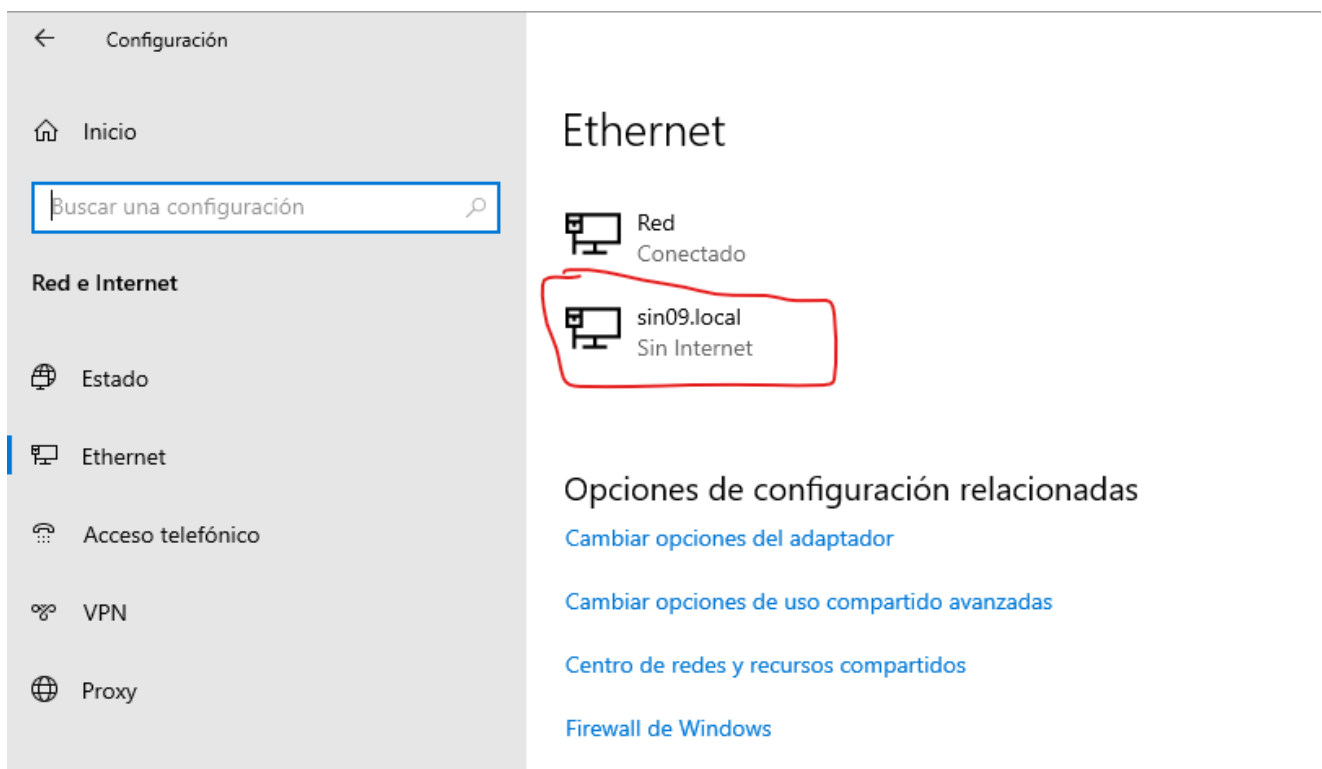 Configuración
Inicio
Buscar una configuración
Red e Internet
Estado
Ethernet
Acceso telefónico
VPN
Proxy
Ethernet
Red
Conectado
sin09.local
Sin Internet
Opciones de configuración relacionadas
Cambiar opciones del adaptador
Cambiar opciones de uso compartido avanzadas
Centro de redes y recursos compartidos
Firewall de Windows